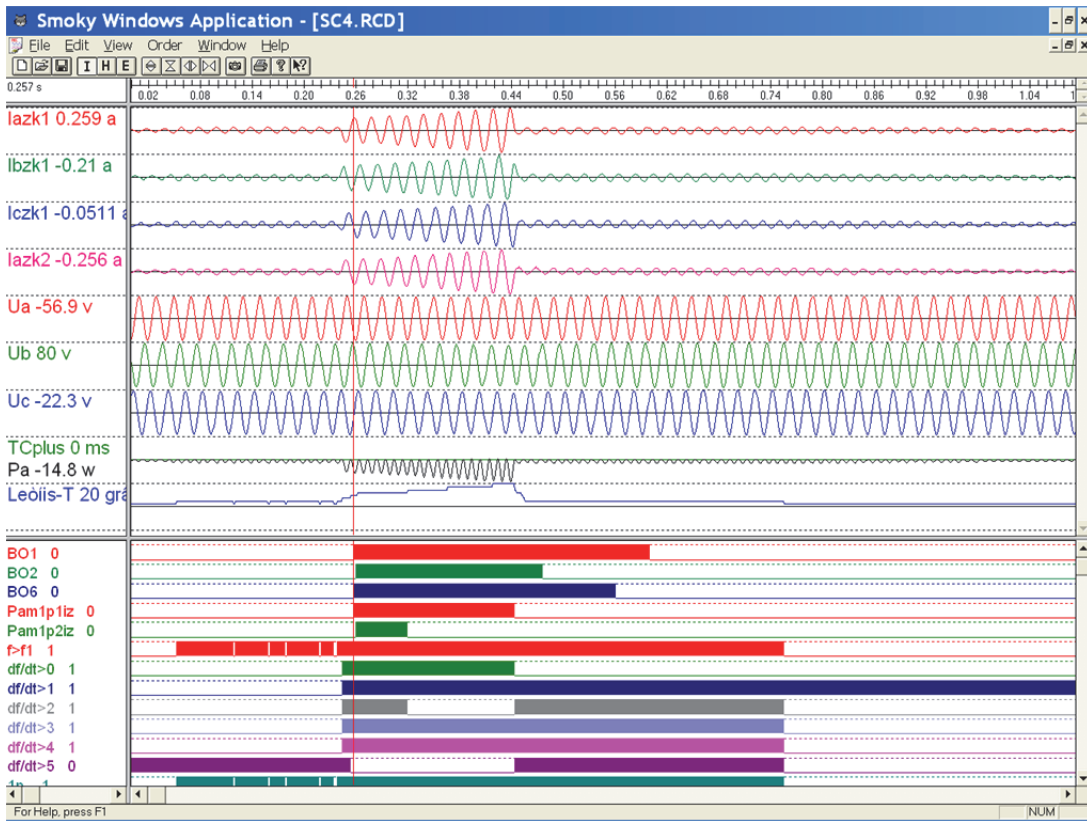 Smoky Windows Application - [SC4.RCD]
File Edit View Order Window Help
I H E
0.257 s
0.02 0.08 0.14 0.20 0.26 0.32 0.38 0.44 0.50 0.56 0.62 0.68 0.74 0.80 0.86 0.92 0.98 1.04 1
Iazk1 0.259 a
Ibzk1 -0.21 a
Iczk1 -0.0511 a
Iazk2 -0.256 a
Ua -56.9 v
Ub 80 v
Uc -22.3 v
TCplus 0 ms
Pa -14.8 w
Leòiis-T 20 grà
BO1 0
BO2 0
BO6 0
Pam1p1iz 0
Pam1p2iz 0
f>f1 1
df/dt>0 1
df/dt>1 1
df/dt>2 1
df/dt>3 1
df/dt>4 1
df/dt>5 0
For Help, press F1
NUM